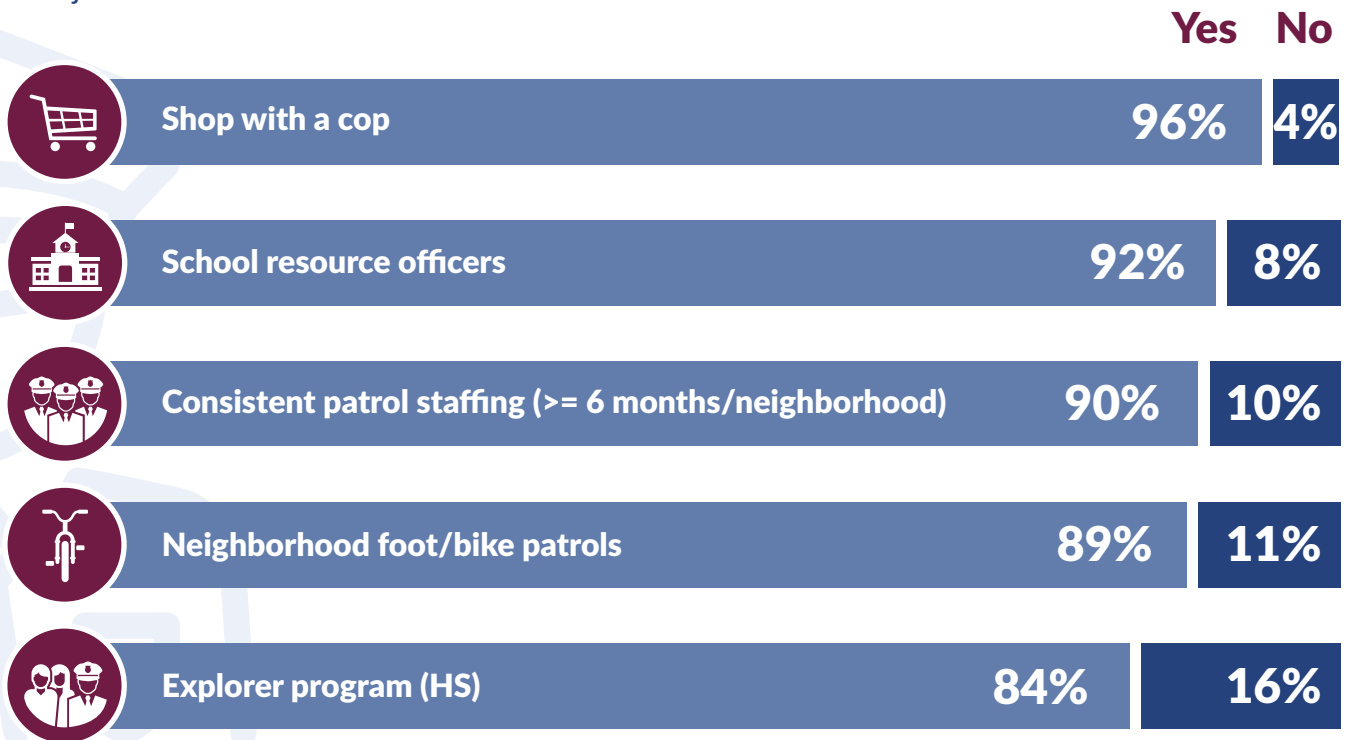 Yes No
Shop with a cop 96% 4%
School resource officers 92% 8%
Consistent patrol staffing (>= 6 months/neighborhood) 90% 10%
Neighborhood foot/bike patrols 89% 11%
Explorer program (HS) 84% 16%